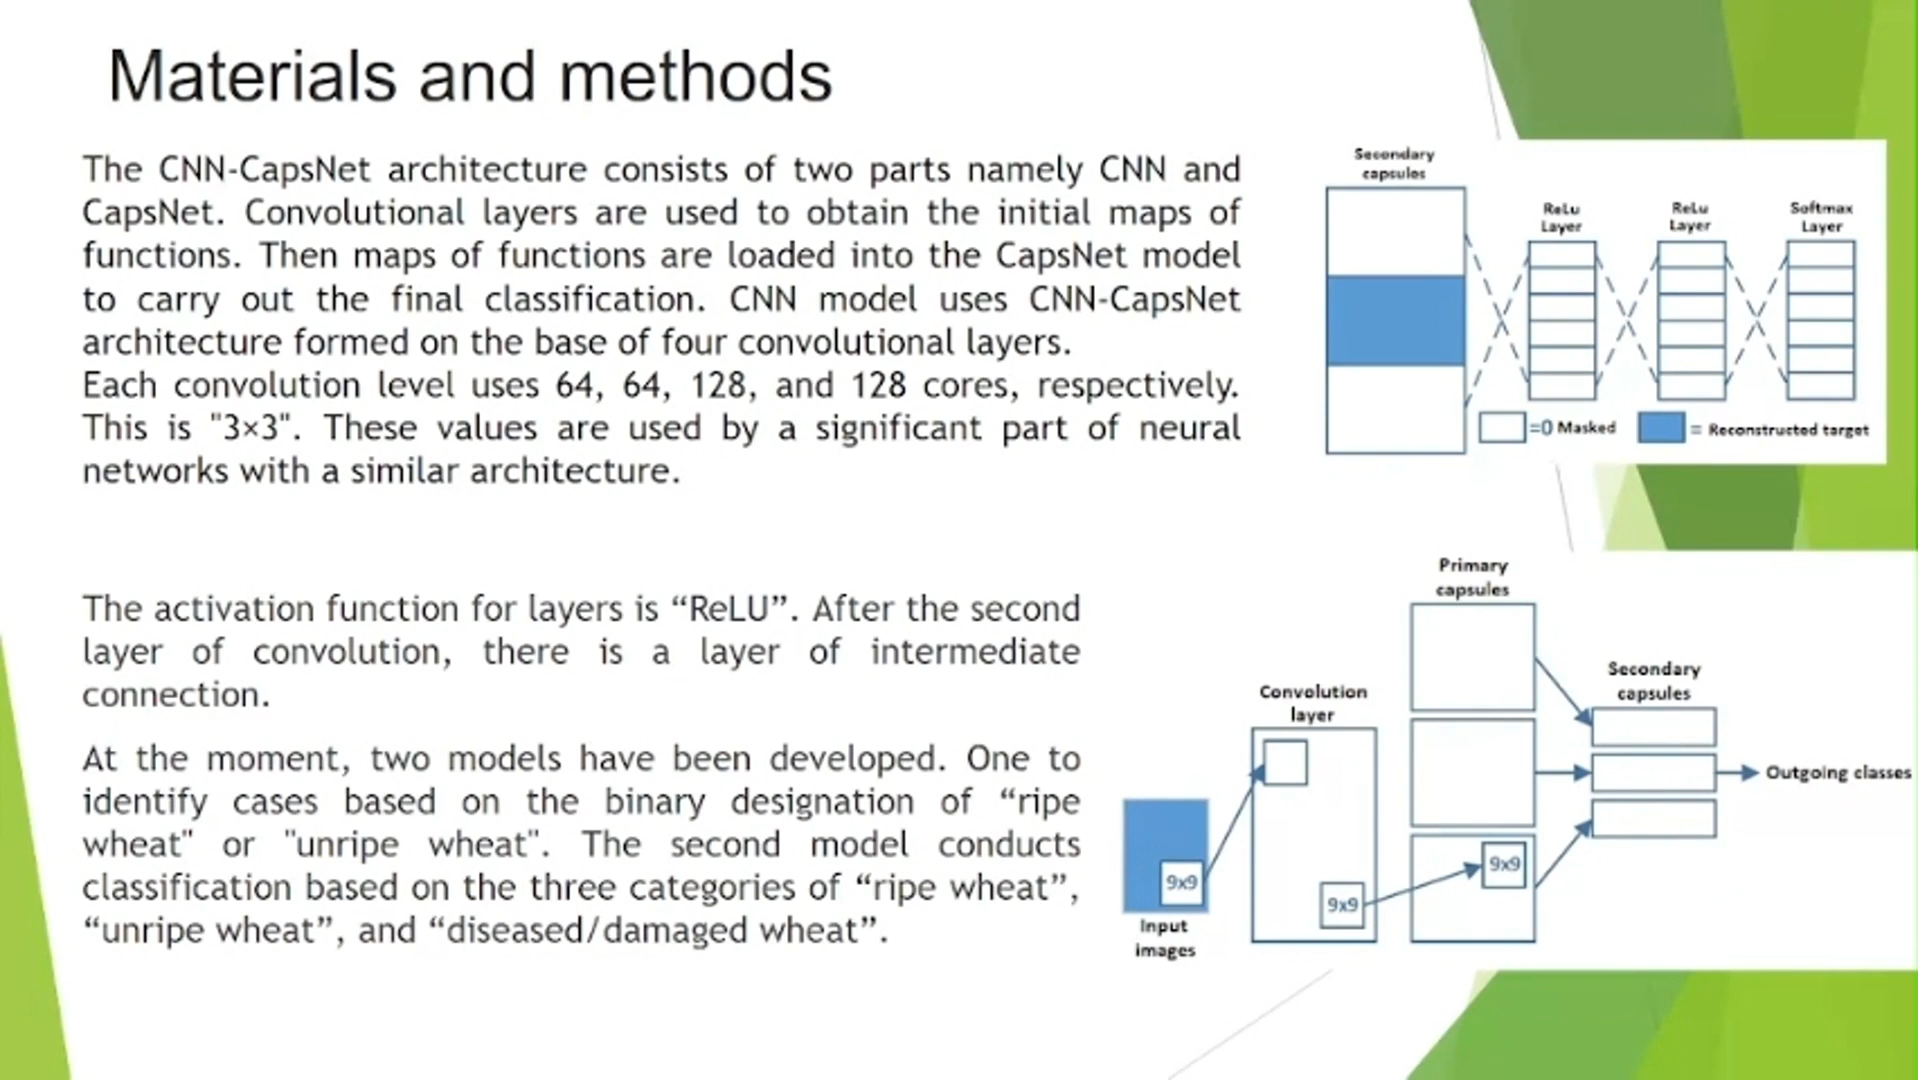 Materials and methods
The CNN-CapsNet architecture consists of two parts namely CNN and
CapsNet. Convolutional layers are used to obtain the initial maps of
functions. Then maps of functions are loaded into the CapsNet model
to carry out the final classification. CNN model uses CNN-CapsNet
architecture formed on the base of four convolutional layers.
Each convolution level uses 64, 64, 128, and 128 cores, respectively.
This is "3×3". These values are used by a significant part of neural
networks with a similar architecture.
The activation function for layers is “ReLU”. After the second
layer of convolution, there is a layer of intermediate
connection.
At the moment, two models have been developed. One to
identify cases based on the binary designation of “ripe
wheat" or "unripe wheat". The second model conducts
classification based on the three categories of “ripe wheat”,
“unripe wheat”, and “diseased/damaged wheat”.
Secondary
capsules
ReLu
Layer
ReLu
Layer
Softmax
Layer
=0 Masked
= Reconstructed target
Primary
capsules
Secondary
capsules
Convolution
layer
Outgoing classes
9x9
9x9
9x9
Input
images